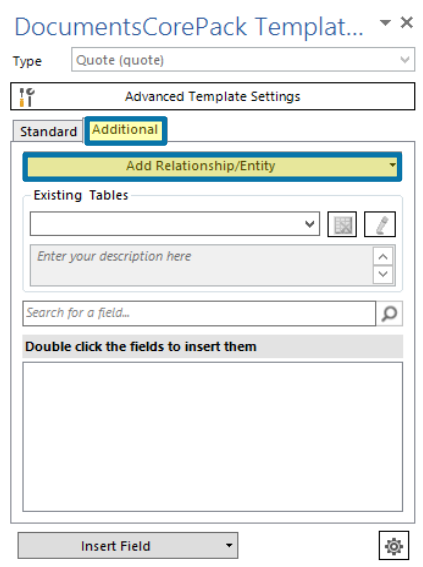 DocumentsCorePack Templat...
Type Quote (quote)
Advanced Template Settings
Standard Additional
Add Relationship/Entity
Existing Tables
Enter your description here
Search for a field...
Double click the fields to insert them
Insert Field